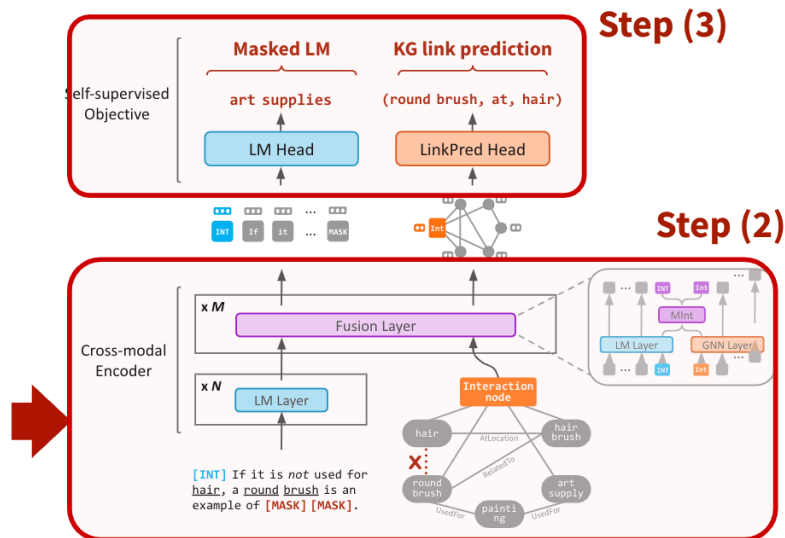 Step (3)
Masked LM
KG link prediction
Self-supervised
Objective
art supplies
(round brush, at, hair)
LM Head
LinkPred Head
INT If it ... MASK
Int
Step (2)
Cross-modal
Encoder
x M
Fusion Layer
x N
LM Layer
INT Int
MInt
LM Layer GNN Layer
INT Int
Interaction
node
hair
AtLocation
hair
brush
X
RelatedTo
round
brush
art
supply
UsedFor
painti
ng
UsedFor
[INT] If it is not used for
hair, a round brush is an
example of [MASK] [MASK].